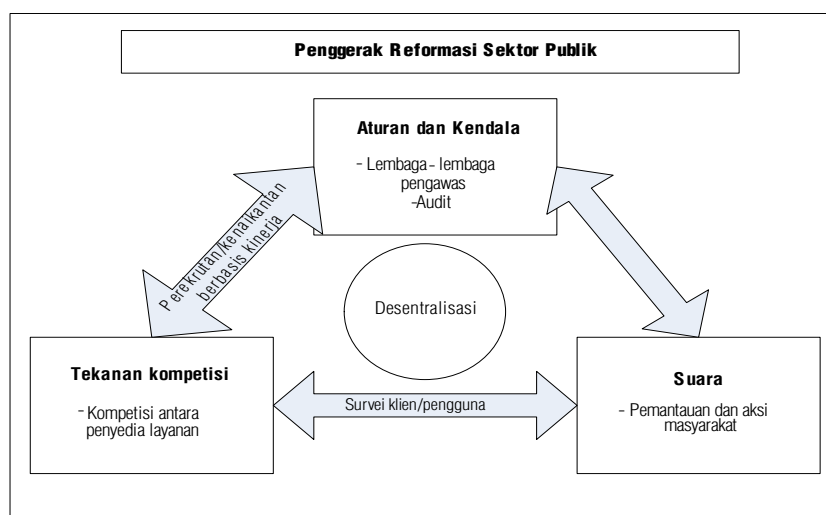 Penggerak Reformasi Sektor Publik
Aturan dan Kendala
- Lembaga - lembaga
pengawas
-Audit
Perekrutan/kenaikantan
berbasis kinerja
Desentralisasi
Tekanan kompetisi
- Kompetisi antara
penyedia layanan
Survei klien/pengguna
Suara
- Pemantauan dan aksi
masyarakat